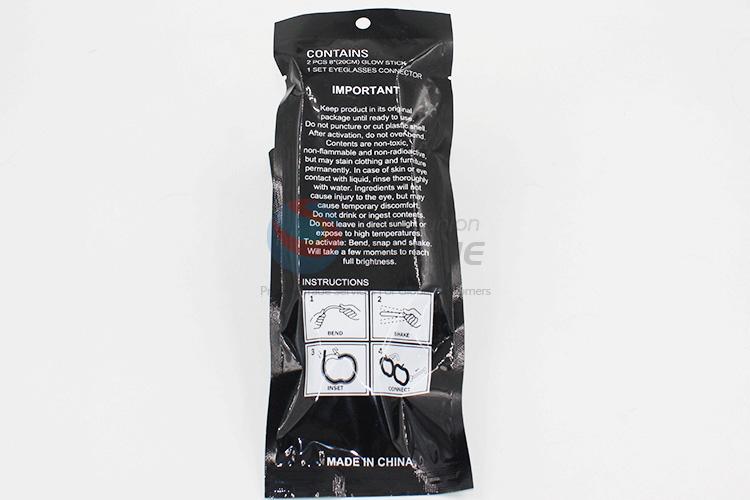 CONTAINS
2 PCS 8"(20CM) GLOW STICK
1 SET EYEGLASSES CONNECTOR
IMPORTANT
Keep product in its original
package until ready to use.
Do not puncture or cut plastic shell.
After activation, do not over bend.
Contents are non-toxic,
non-flammable and non-radioactive,
but may stain clothing and furniture
permanently. In case of skin or eye
contact with liquid, rinse thoroughly
with water. Ingredients will not
cause injury to the eye, but may
cause temporary discomfort.
Do not drink or ingest contents.
Do not leave in direct sunlight or
expose to high temperatures.
To activate: Bend, snap and shake.
Will take a few moments to reach
full brightness.
INSTRUCTIONS
1 2
BEND SHAKE
3 4
INSET CONNECT
MADE IN CHINA